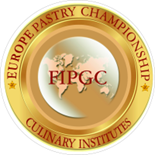 EUROPE PASTRY CHAMPIONSHIP
FIPGC
CULINARY INSTITUTES